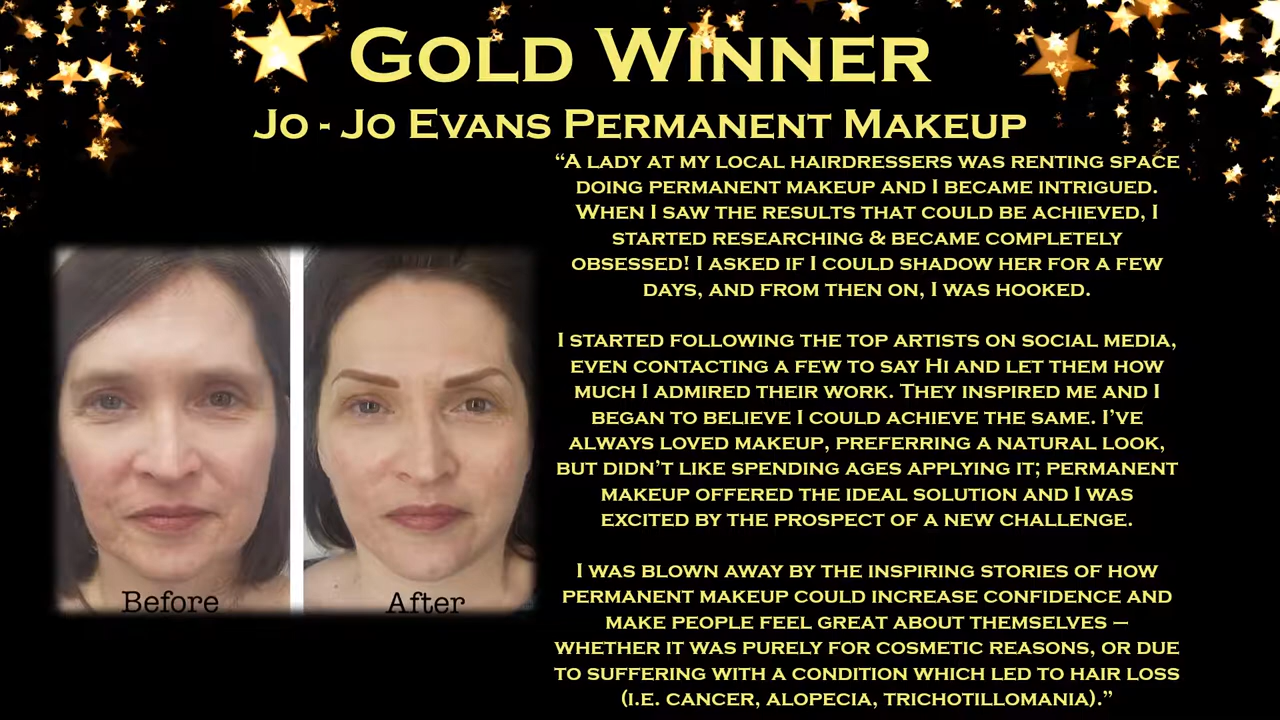 Gold Winner
Jo - Jo Evans Permanent Makeup
“A lady at my local hairdressers was renting space
doing permanent makeup and I became intrigued.
When I saw the results that could be achieved, I
started researching & became completely
obsessed! I asked if I could shadow her for a few
days, and from then on, I was hooked.
I started following the top artists on social media,
even contacting a few to say Hi and let them how
much I admired their work. They inspired me and I
began to believe I could achieve the same. I’ve
always loved makeup, preferring a natural look,
but didn’t like spending ages applying it; permanent
makeup offered the ideal solution and I was
excited by the prospect of a new challenge.
I was blown away by the inspiring stories of how
permanent makeup could increase confidence and
make people feel great about themselves –
whether it was purely for cosmetic reasons, or due
to suffering with a condition which led to hair loss
(i.e. cancer, alopecia, trichotillomania).”
Before
After